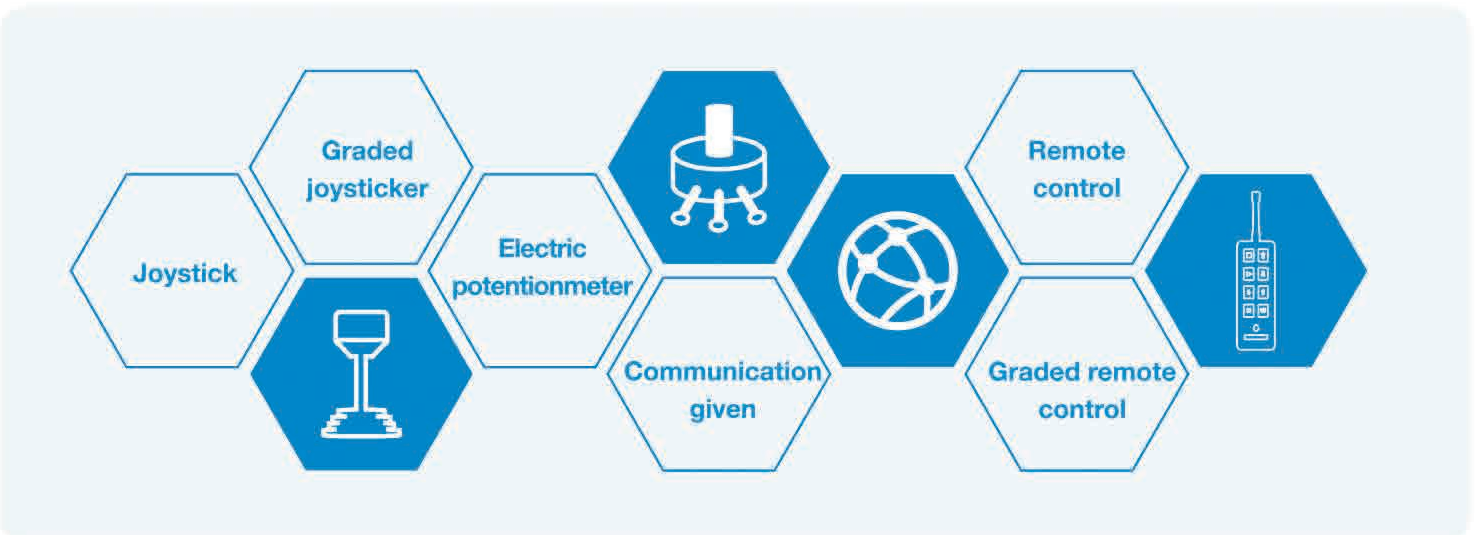 Joystick
Graded
joysticker
Electric
potentionmeter
Communication
given
Remote
control
Graded remote
control